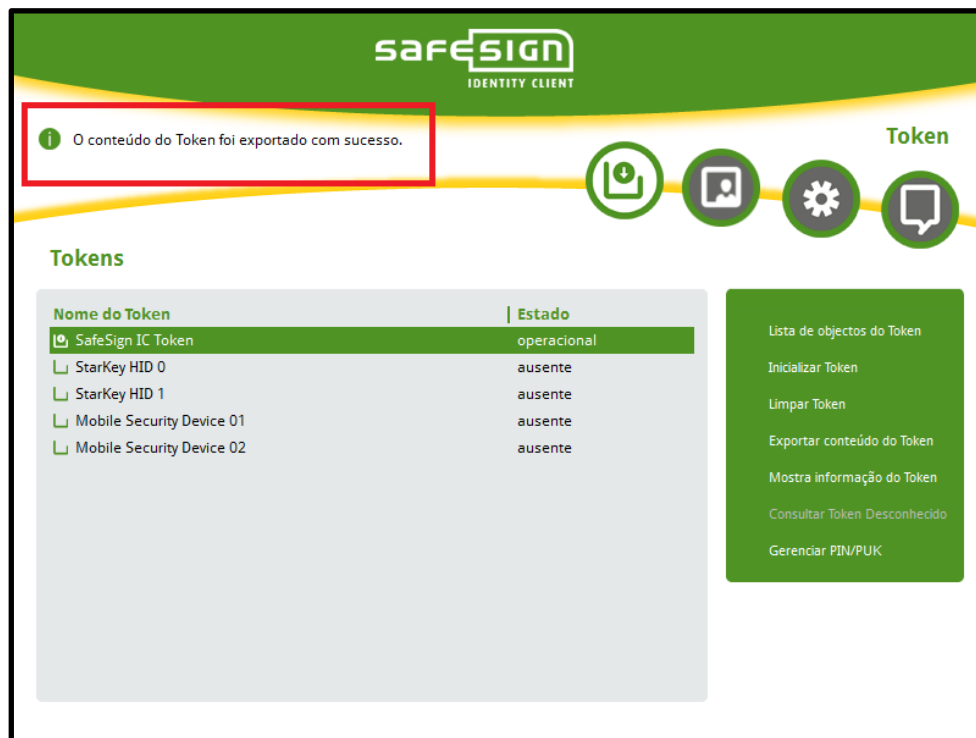 safesign
IDENTITY CLIENT
O conteúdo do Token foi exportado com sucesso.
Token
Tokens
Nome do Token | Estado
SafeSign IC Token operacional
StarKey HID 0 ausente
StarKey HID 1 ausente
Mobile Security Device 01 ausente
Mobile Security Device 02 ausente
Lista de objectos do Token
Inicializar Token
Limpar Token
Exportar conteúdo do Token
Mostra informação do Token
Consultar Token Desconhecido
Gerenciar PIN/PUK